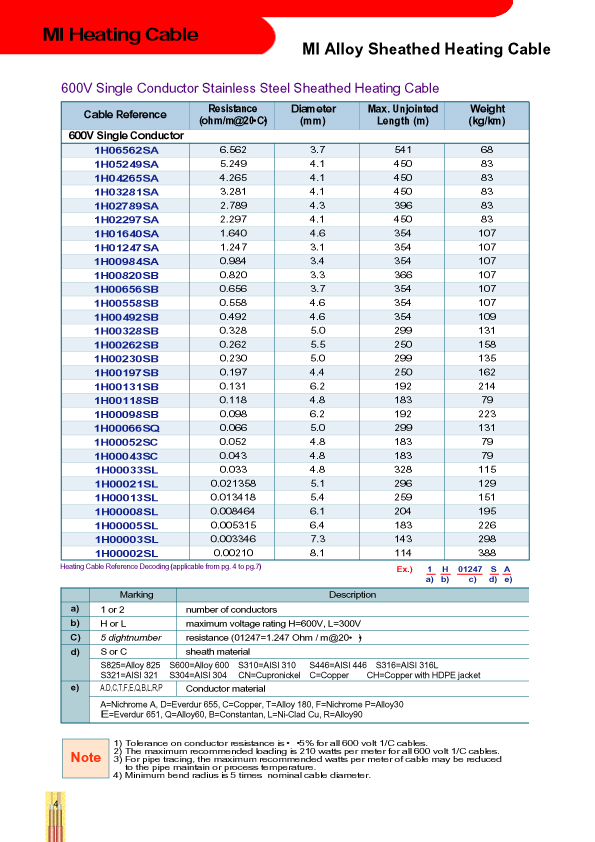 MI Heating Cable
MI Alloy Sheathed Heating Cable
600V Single Conductor Stainless Steel Sheathed Heating Cable
Cable Reference Resistance (ohm/m@20•C) Diameter (mm) Max. Unjointed Length (m) Weight (kg/km)
600V Single Conductor
1H06562SA 6.562 3.7 541 68
1H05249SA 5.249 4.1 450 83
1H04265SA 4.265 4.1 450 83
1H03281SA 3.281 4.1 450 83
1H02789SA 2.789 4.3 396 83
1H02297SA 2.297 4.1 450 83
1H01640SA 1.640 4.6 354 107
1H01247SA 1.247 3.1 354 107
1H00984SA 0.984 3.4 354 107
1H00820SB 0.820 3.3 366 107
1H00656SB 0.656 3.7 354 107
1H00558SB 0.558 4.6 354 107
1H00492SB 0.492 4.6 354 109
1H00328SB 0.328 5.0 299 131
1H00262SB 0.262 5.5 250 158
1H00230SB 0.230 5.0 299 135
1H00197SB 0.197 4.4 250 162
1H00131SB 0.131 6.2 192 214
1H00118SB 0.118 4.8 183 79
1H00098SB 0.098 6.2 192 223
1H00066SQ 0.066 5.0 299 131
1H00052SC 0.052 4.8 183 79
1H00043SC 0.043 4.8 183 79
1H00033SL 0.033 4.8 328 115
1H00021SL 0.021358 5.1 296 129
1H00013SL 0.013418 5.4 259 151
1H00008SL 0.008464 6.1 204 195
1H00005SL 0.005315 6.4 183 226
1H00003SL 0.003346 7.3 143 298
1H00002SL 0.00210 8.1 114 388
Heating Cable Reference Decoding (applicable from pg. 4 to pg.7)
Ex.) 1 H 01247 S A
a) b) c) d) e)
Marking Description
a) 1 or 2 number of conductors
b) H or L maximum voltage rating H=600V, L=300V
C) 5 dightnumber resistance (01247=1.247 Ohm / m@20• )
d) S or C sheath material
S825=Alloy 825 S600=Alloy 600 S310=AISI 310 S446=AISI 446 S316=AISI 316L
S321=AISI 321 S304=AISI 304 CN=Cupronickel C=Copper CH=Copper with HDPE jacket
e) A,D,C,T,F,E,Q,B,L,R,P Conductor material
A=Nichrome A, D=Everdur 655, C=Copper, T=Alloy 180, F=Nichrome P=Alloy30
E=Everdur 651, Q=Alloy60, B=Constantan, L=Ni-Clad Cu, R=Alloy90
Note
1) Tolerance on conductor resistance is • •5% for all 600 volt 1/C cables.
2) The maximum recommended loading is 210 watts per meter for all 600 volt 1/C cables.
3) For pipe tracing, the maximum recommended watts per meter of cable may be reduced
to the pipe maintain or process temperature.
4) Minimum bend radius is 5 times nominal cable diameter.
4